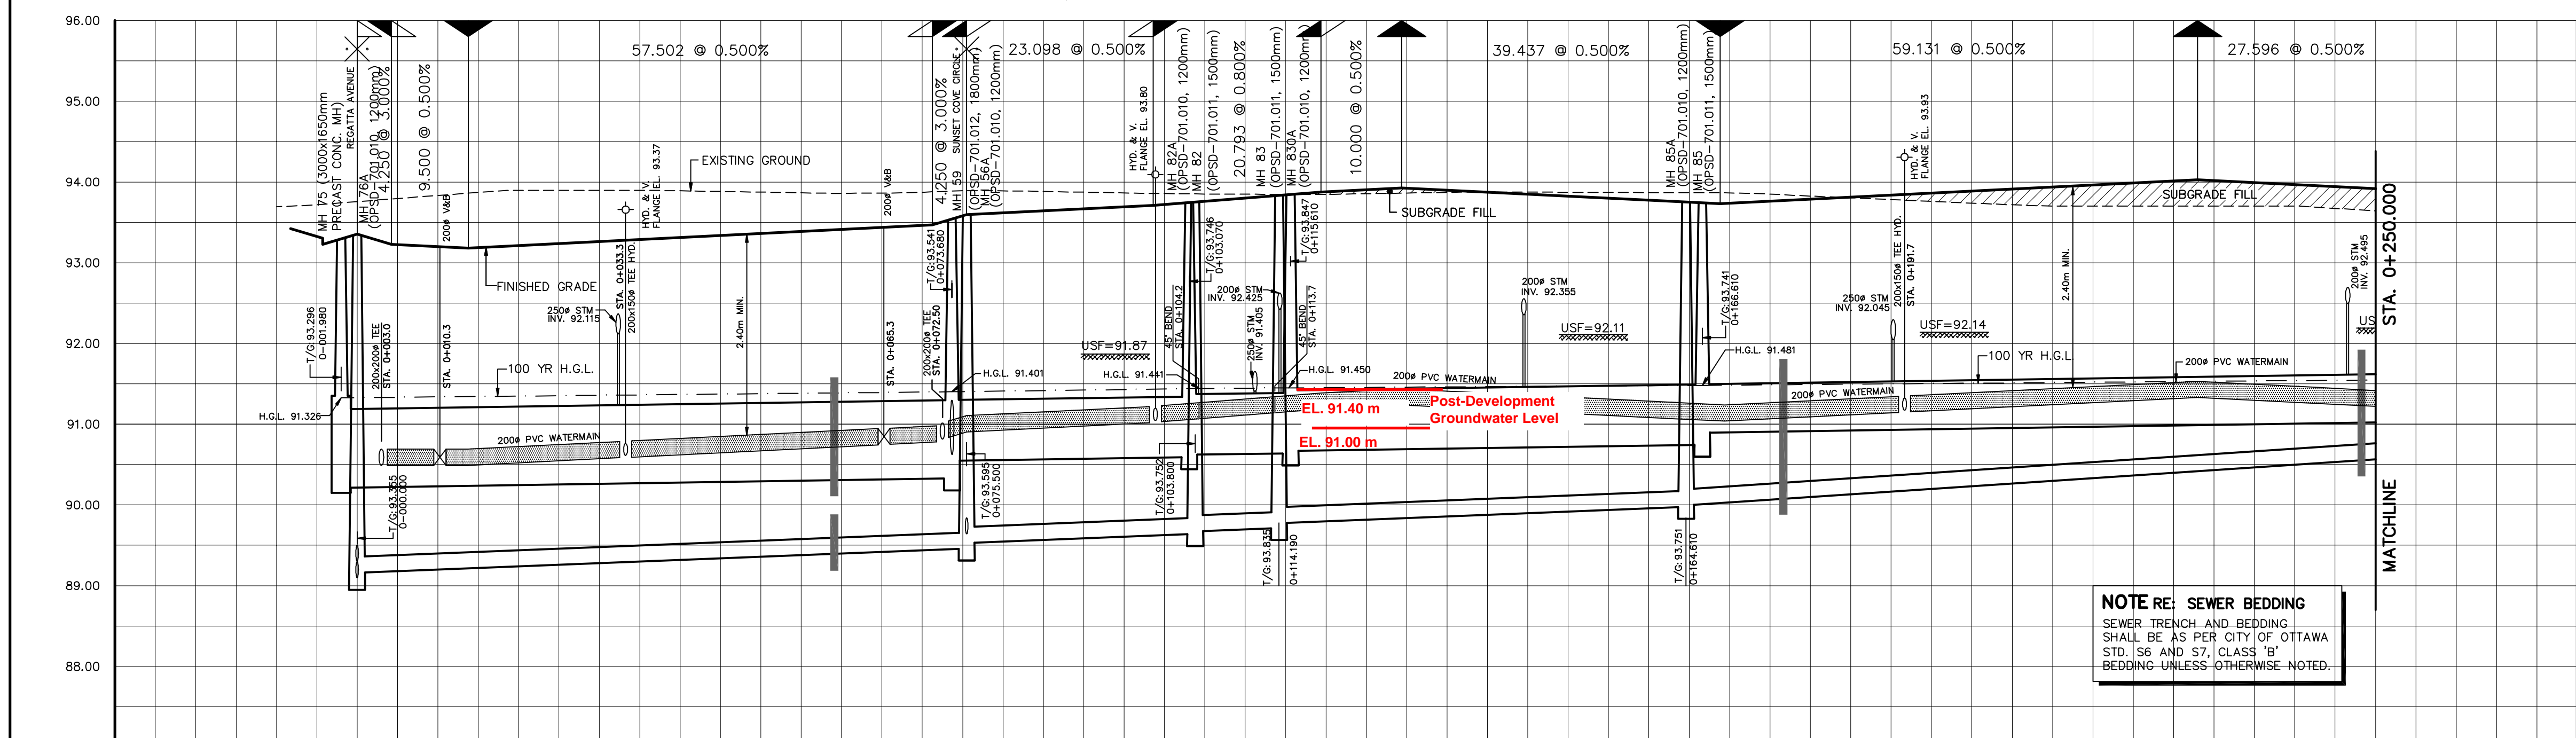 96.00
95.00
94.00
93.00
92.00
91.00
90.00
89.00
88.00
MH 75 (3000x1650mm
PRECAST CONC. MH)
REGATTA AVENUE
MH 76A
(OPSD-701.010, 1200mm)
4.250 @ 3.000%
9.500 @ 0.500%
57.502 @ 0.500%
4.250 @ 3.000%
MH 59
SUNSET COVE CIRCLE
(OPSD-701.012, 1800mm)
MH 56A
(OPSD-701.010, 1200mm)
23.098 @ 0.500%
HYD. & V.
FLANGE EL. 93.80
MH 82A
(OPSD-701.010, 1200mm)
MH 82
(OPSD-701.011, 1500mm)
20.793 @ 0.800%
MH 83
(OPSD-701.011, 1500mm)
MH 830A
(OPSD-701.010, 1200mm)
10.000 @ 0.500%
39.437 @ 0.500%
MH 85A
(OPSD-701.010, 1200mm)
MH 85
(OPSD-701.011, 1500mm)
59.131 @ 0.500%
HYD. & V.
FLANGE EL. 93.93
27.596 @ 0.500%
EXISTING GROUND
200ø V&B
HYD. & V.
FLANGE EL. 93.37
200ø V&B
SUBGRADE FILL
SUBGRADE FILL
FINISHED GRADE
T/G:93.296
0-001.980
200x200ø TEE
STA. 0+003.0
STA. 0+010.3
250ø STM
INV. 92.115
STA. 0+033.3
200x150ø TEE HYD.
2.40m MIN.
STA. 0+065.3
T/G:93.541
0+073.680
200x200ø TEE
STA. 0+072.50
USF=91.87
45° BEND
STA. 0+104.2
T/G:93.746
0+103.070
200ø STM
INV. 92.425
250ø STM
INV. 91.405
45° BEND
STA. 0+113.7
T/G:93.847
0+115.610
200ø STM
INV. 92.355
USF=92.11
T/G:93.741
0+166.610
250ø STM
INV. 92.045
200x150ø TEE HYD.
STA. 0+191.7
USF=92.14
2.40m MIN.
200ø STM
INV. 92.495
US
STA. 0+250.000
MATCHLINE
H.G.L. 91.326
100 YR H.G.L.
H.G.L. 91.401
H.G.L. 91.441
H.G.L. 91.450
200ø PVC WATERMAIN
H.G.L. 91.481
100 YR H.G.L.
200ø PVC WATERMAIN
200ø PVC WATERMAIN
200ø PVC WATERMAIN
EL. 91.40 m
Post-Development
Groundwater Level
EL. 91.00 m
T/G:93.355
0-000.000
T/G:93.595
0+075.500
T/G:93.752
0+103.800
T/G:93.835
0+114.190
T/G:93.751
0+164.610
NOTE RE: SEWER BEDDING
SEWER TRENCH AND BEDDING
SHALL BE AS PER CITY OF OTTAWA
STD. S6 AND S7, CLASS 'B'
BEDDING UNLESS OTHERWISE NOTED.